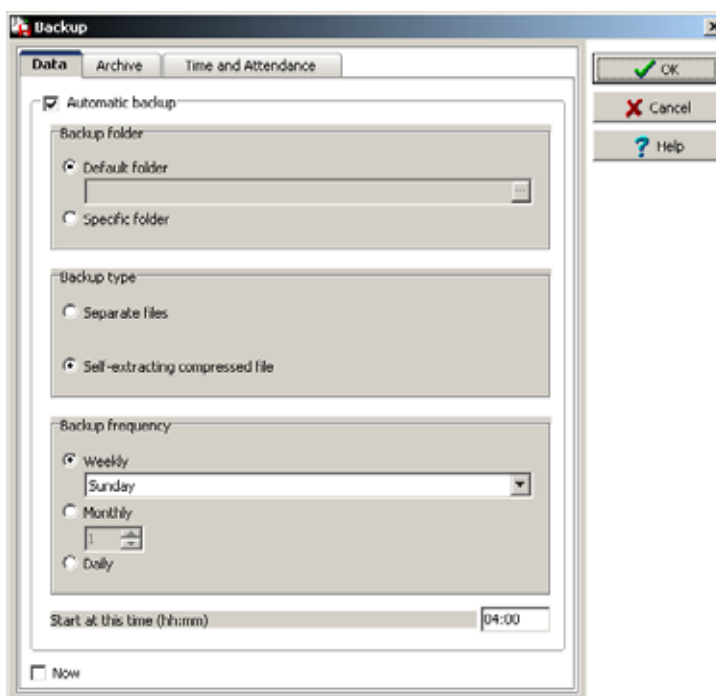 Backup
Data Archive Time and Attendance
OK
Cancel
Help
Automatic backup
Backup folder
Default folder
...
Specific folder
Backup type
Separate files
Self-extracting compressed file
Backup frequency
Weekly
Sunday
Monthly
1
Daily
Start at this time (hh:mm) 04:00
Now